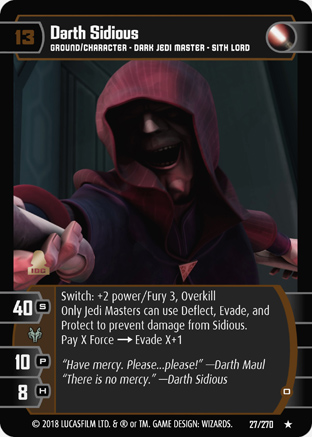 13
Darth Sidious
GROUND/CHARACTER - DARK JEDI MASTER - SITH LORD
IDG
40 S
Switch: +2 power/Fury 3, Overkill
Only Jedi Masters can use Deflect, Evade, and
Protect to prevent damage from Sidious.
Pay X Force → Evade X+1
10 P
8 H
“Have mercy. Please...please!” —Darth Maul
“There is no mercy.” —Darth Sidious
© 2018 LUCASFILM LTD. & ® or TM. GAME DESIGN: WIZARDS.
27/270 ★